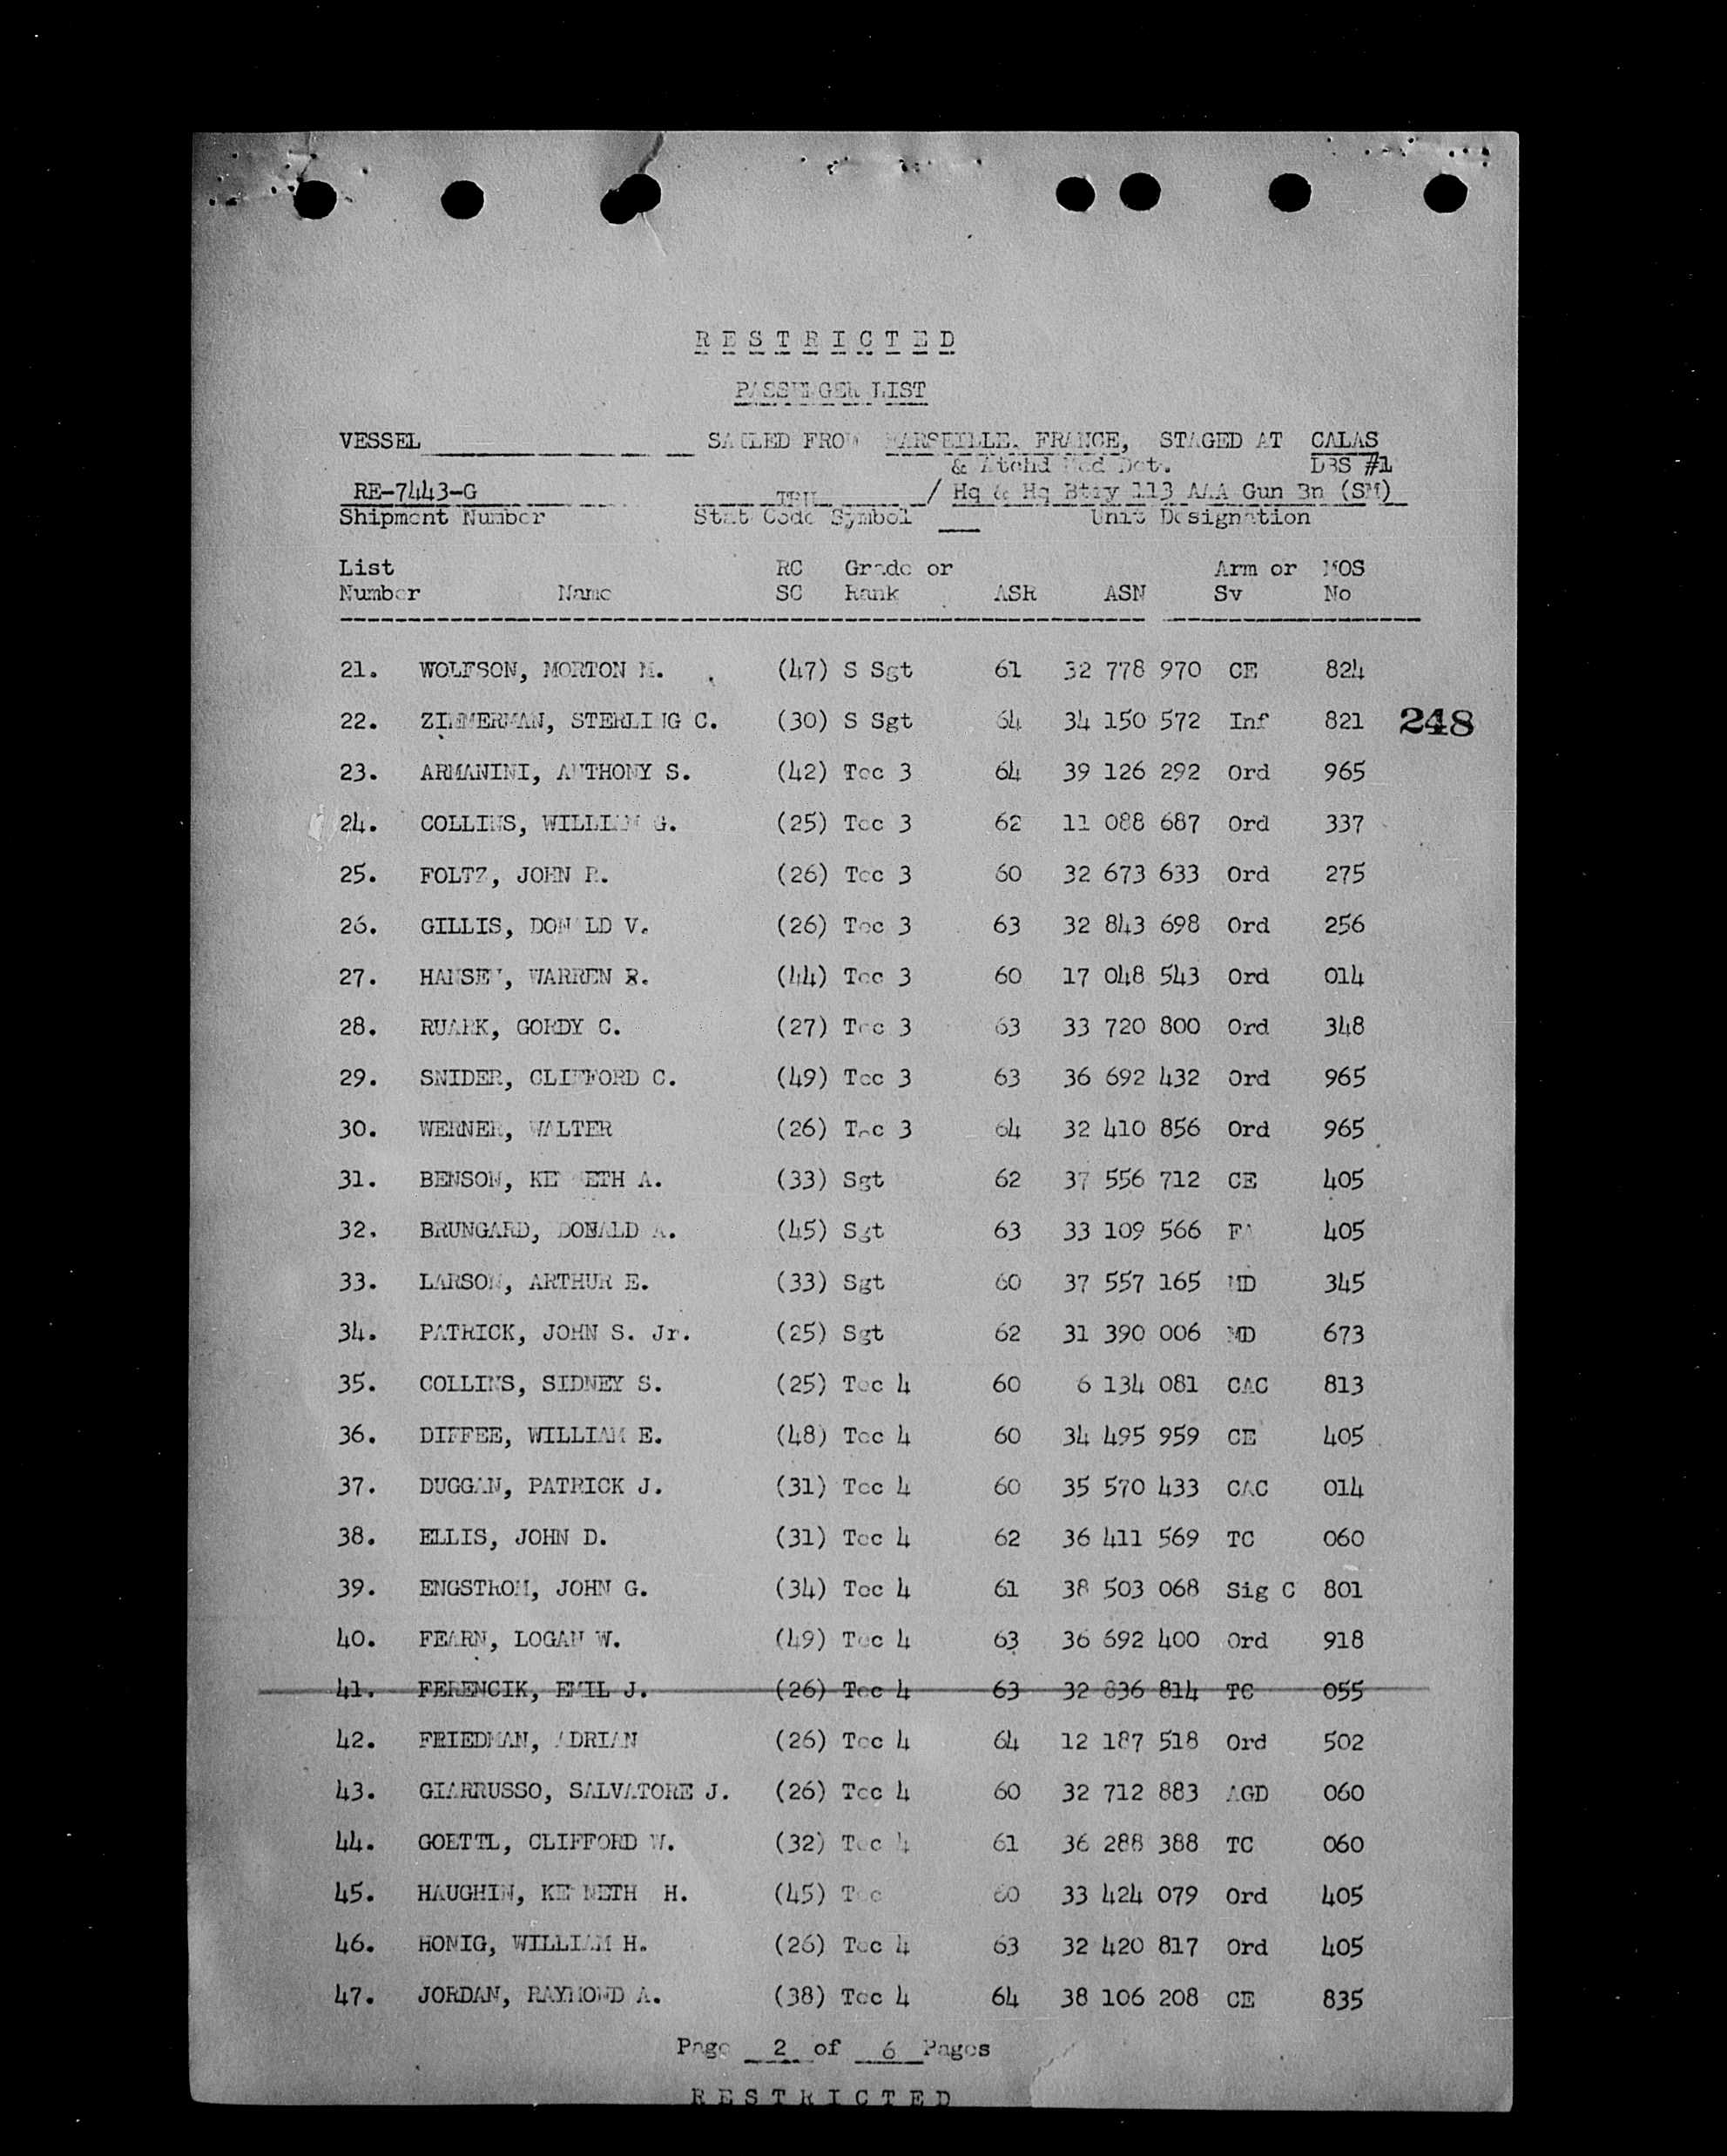 RESTRICTED
PASSENGER LIST
VESSEL SAILED FROM MARSEILLE, FRANCE, STAGED AT CALAS
& Atchd Med Det. DBS #1
RE-7443-G / Hq & Hq Btry 113 AAA Gun Bn (SM)
Shipment Number Stat Code Symbol Unit Designation
List RC Grade or Arm or MOS
Number Name SC Rank ASR ASN Sv No
21. WOLFSON, MORTON M. (47) S Sgt 61 32 778 970 CE 824
22. ZIMMERMAN, STERLING C. (30) S Sgt 64 34 150 572 Inf 821 248
23. ARMANINI, ANTHONY S. (42) Tec 3 64 39 126 292 Ord 965
24. COLLINS, WILLIAM G. (25) Tec 3 62 11 088 687 Ord 337
25. FOLTZ, JOHN R. (26) Tec 3 60 32 673 633 Ord 275
26. GILLIS, DONALD V. (26) Tec 3 63 32 843 698 Ord 256
27. HANSEN, WARREN R. (44) Tec 3 60 17 048 543 Ord 014
28. RUARK, GORDY C. (27) Tec 3 63 33 720 800 Ord 348
29. SNIDER, CLIFFORD C. (49) Tec 3 63 36 692 432 Ord 965
30. WERNER, WALTER (26) Tec 3 64 32 410 856 Ord 965
31. BENSON, KENNETH A. (33) Sgt 62 37 556 712 CE 405
32. BRUNGARD, DONALD A. (45) Sgt 63 33 109 566 FA 405
33. LARSON, ARTHUR E. (33) Sgt 60 37 557 165 MD 345
34. PATRICK, JOHN S. Jr. (25) Sgt 62 31 390 006 MD 673
35. COLLINS, SIDNEY S. (25) Tec 4 60 6 134 081 CAC 813
36. DIFFEE, WILLIAM E. (48) Tec 4 60 34 495 959 CE 405
37. DUGGAN, PATRICK J. (31) Tec 4 60 35 570 433 CAC 014
38. ELLIS, JOHN D. (31) Tec 4 62 36 411 569 TC 060
39. ENGSTROM, JOHN G. (34) Tec 4 61 38 503 068 Sig C 801
40. FEARN, LOGAN W. (49) Tec 4 63 36 692 400 Ord 918
41. FERENCIK, EMIL J. (26) Tec 4 63 32 836 814 TC 055
42. FRIEDMAN, ADRIAN (26) Tec 4 64 12 187 518 Ord 502
43. GIARRUSSO, SALVATORE J. (26) Tec 4 60 32 712 883 AGD 060
44. GOETTL, CLIFFORD W. (32) Tec 4 61 36 288 388 TC 060
45. HAUGHIN, KENNETH H. (45) Tec 60 33 424 079 Ord 405
46. HONIG, WILLIAM H. (26) Tec 4 63 32 420 817 Ord 405
47. JORDAN, RAYMOND A. (38) Tec 4 64 38 106 208 CE 835
Page 2 of 6 Pages
RESTRICTED